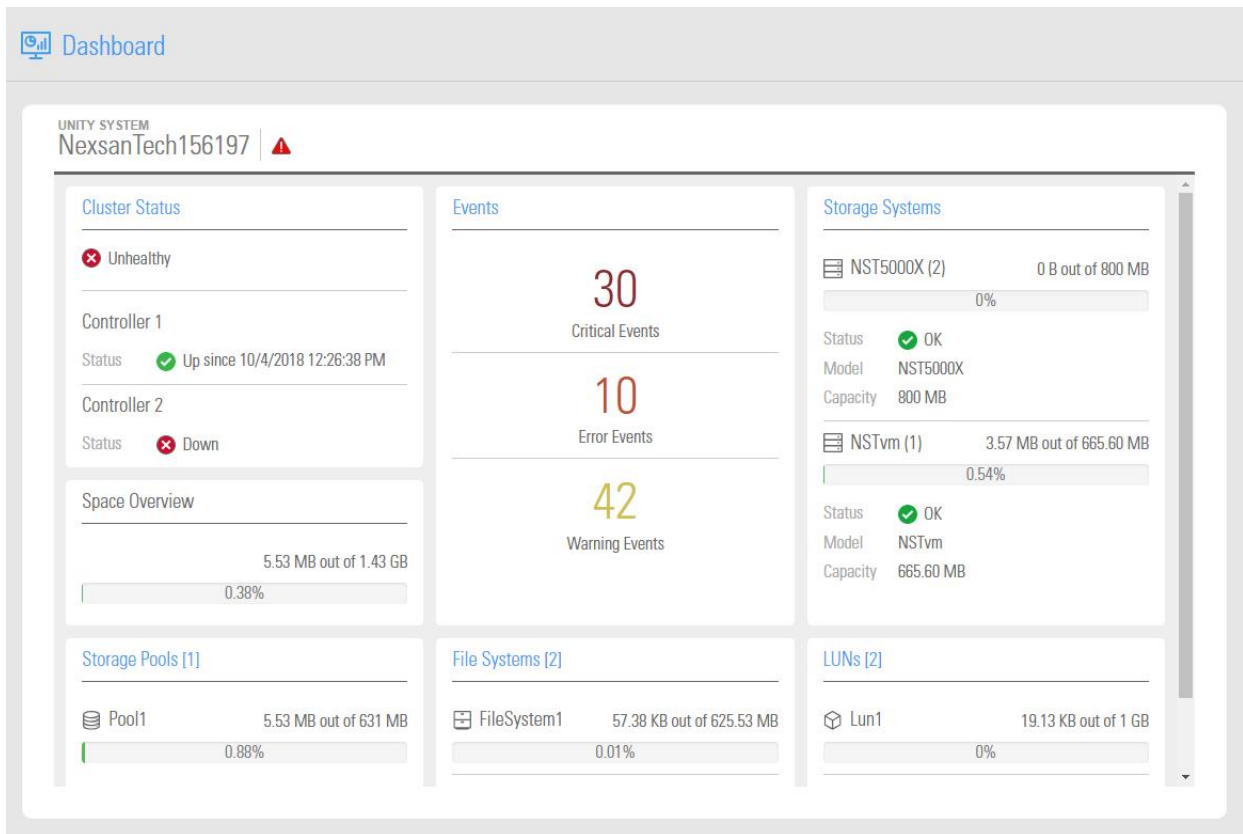 Dashboard
UNITY SYSTEM
NexsanTech156197
Cluster Status
Unhealthy
Controller 1
Status Up since 10/4/2018 12:26:38 PM
Controller 2
Status Down
Space Overview
5.53 MB out of 1.43 GB
0.38%
Events
30
Critical Events
10
Error Events
42
Warning Events
Storage Systems
NST5000X (2) 0 B out of 800 MB
0%
Status OK
Model NST5000X
Capacity 800 MB
NSTvm (1) 3.57 MB out of 665.60 MB
0.54%
Status OK
Model NSTvm
Capacity 665.60 MB
Storage Pools [1]
Pool1 5.53 MB out of 631 MB
0.88%
File Systems [2]
FileSystem1 57.38 KB out of 625.53 MB
0.01%
LUNs [2]
Lun1 19.13 KB out of 1 GB
0%